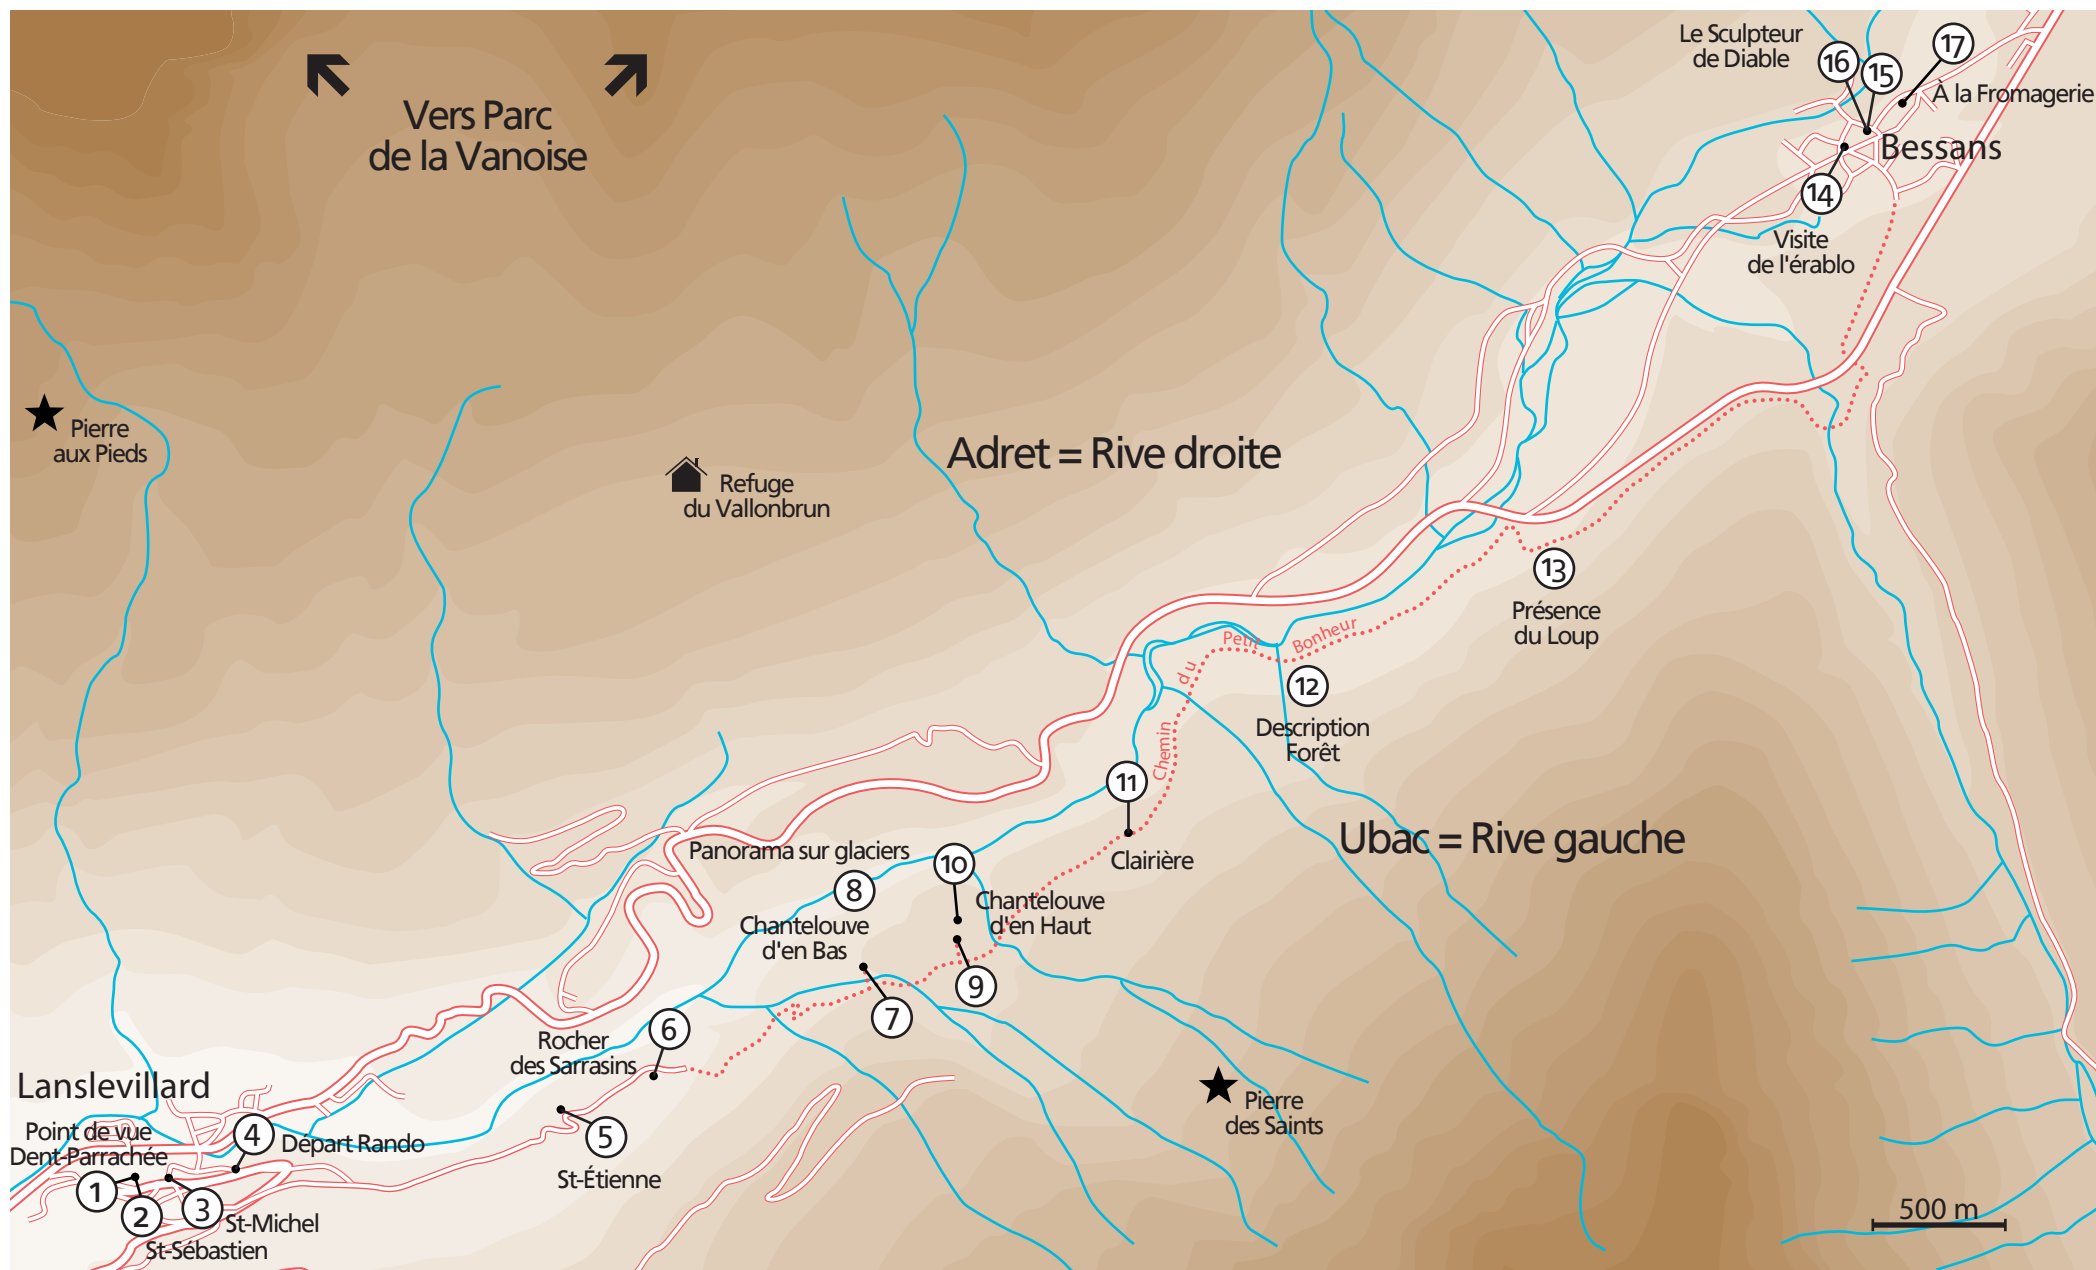 Vers Parc
de la Vanoise
Le Sculpteur
de Diable
16
15
17
À la Fromagerie
Bessans
14
Visite
de l'érablo
Pierre
aux Pieds
Refuge
du Vallonbrun
Adret = Rive droite
13
Présence
du Loup
Chemin
du
Petit
Bonheur
12
Description
Forêt
11
Clairière
Ubac = Rive gauche
Panorama sur glaciers
8
10
Chantelouve
d'en Haut
Chantelouve
d'en Bas
9
7
6
Rocher
des Sarrasins
Pierre
des Saints
5
St-Étienne
Lanslevillard
Point de vue
Dent-Parrachée
4
Départ Rando
1
2
3
St-Michel
St-Sébastien
500 m